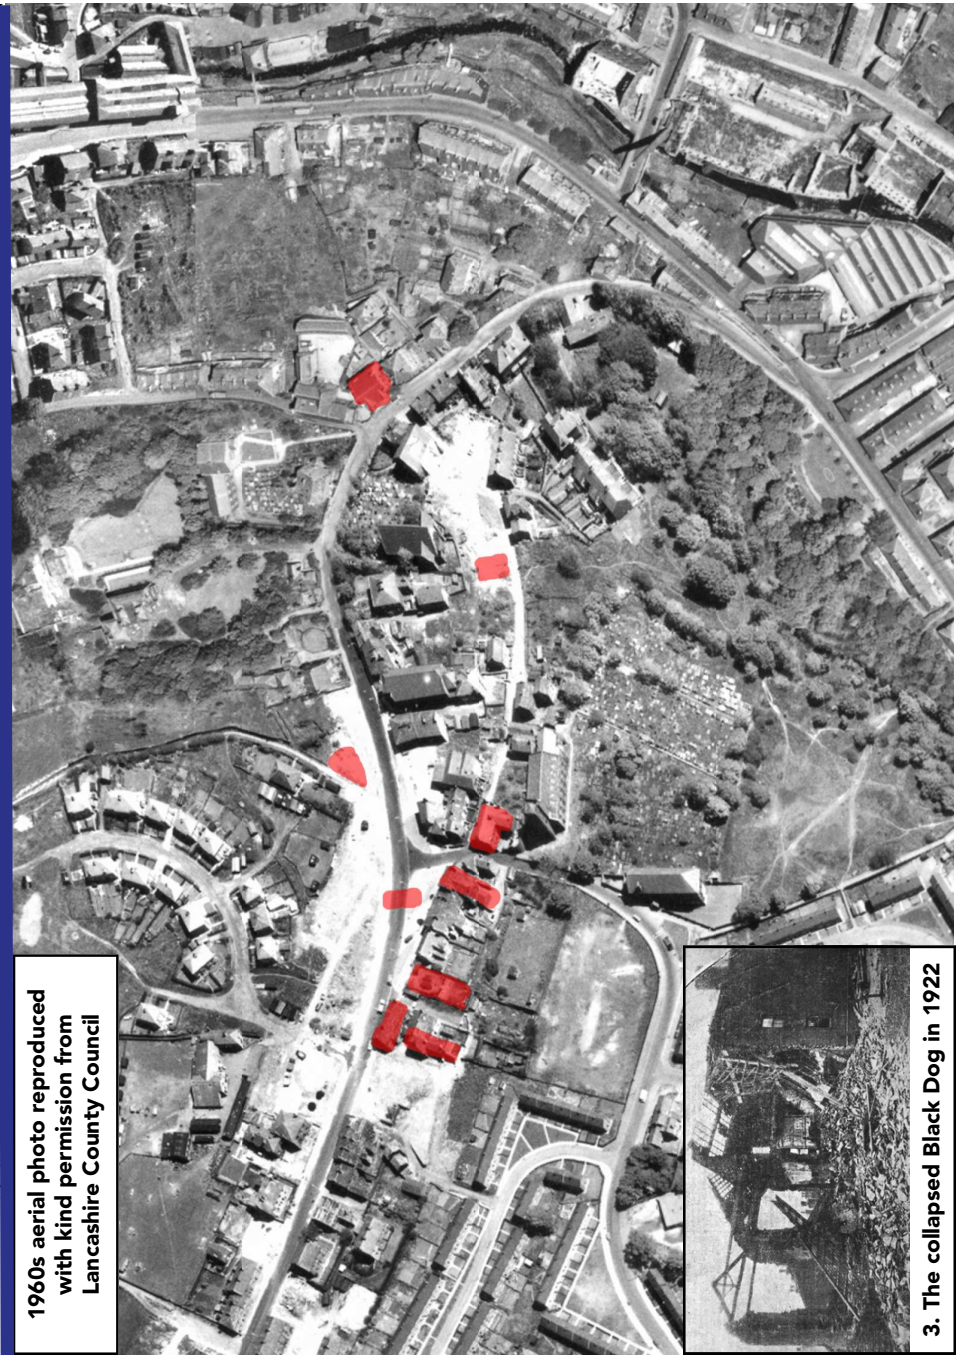 1960s aerial photo reproduced
with kind permission from
Lancashire County Council
3. The collapsed Black Dog in 1922